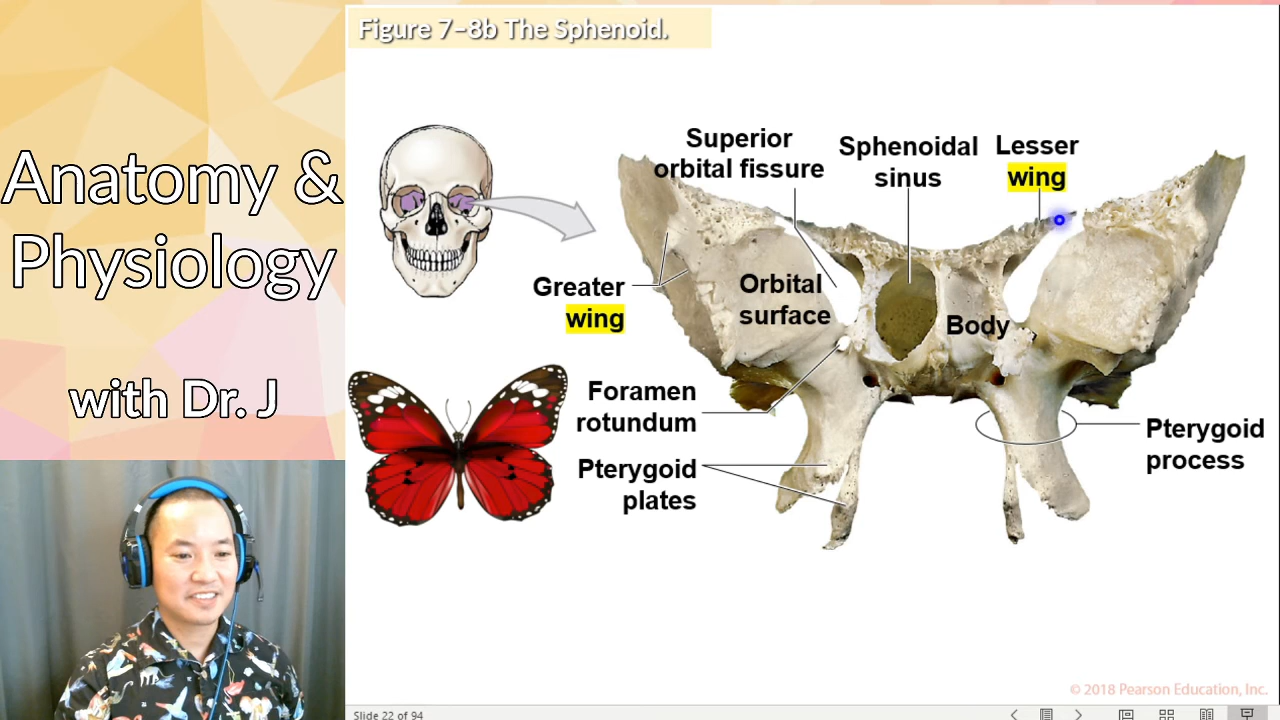 Figure 7–8b The Sphenoid.
Anatomy &
Physiology
with Dr. J
Superior
orbital fissure
Sphenoidal
sinus
Lesser
wing
Greater
wing
Orbital
surface
Body
Foramen
rotundum
Pterygoid
plates
Pterygoid
process
© 2018 Pearson Education, Inc.
Slide 22 of 94